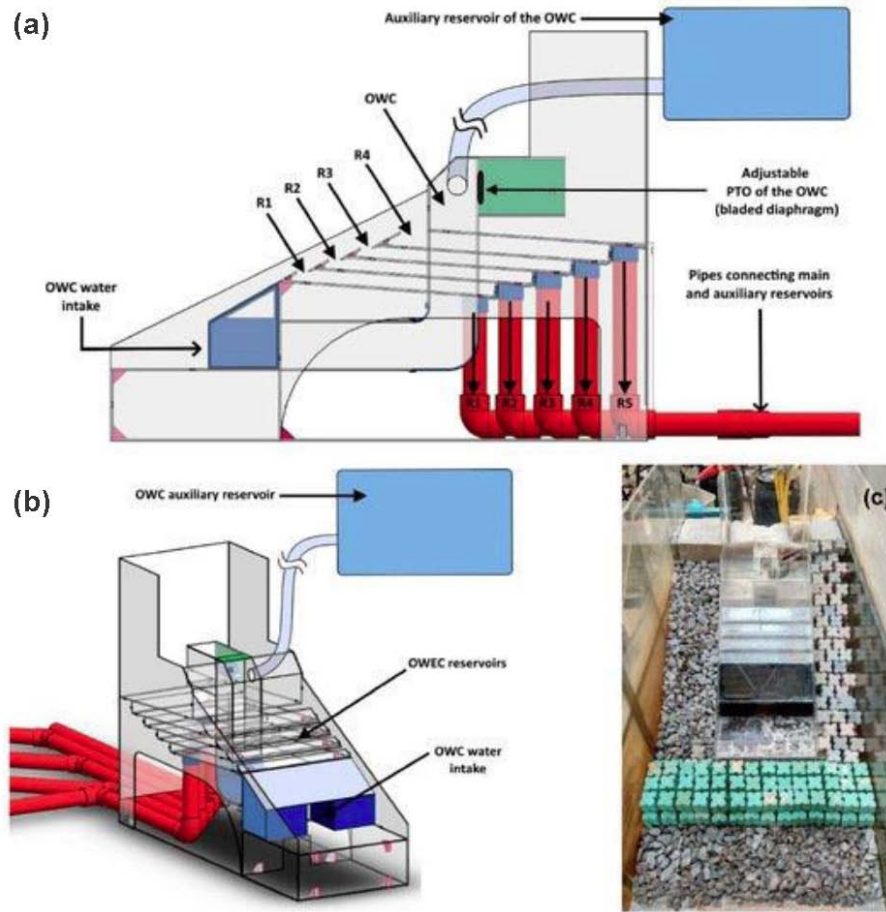 (a)
Auxiliary reservoir of the OWC
OWC
R4
R3
R2
R1
Adjustable
PTO of the OWC
(bladed diaphragm)
OWC water
intake
Pipes connecting main
and auxiliary reservoirs
R1 R2 R3 R4 R5
(b)
OWC auxiliary reservoir
(c)
OWEC reservoirs
OWC water
intake